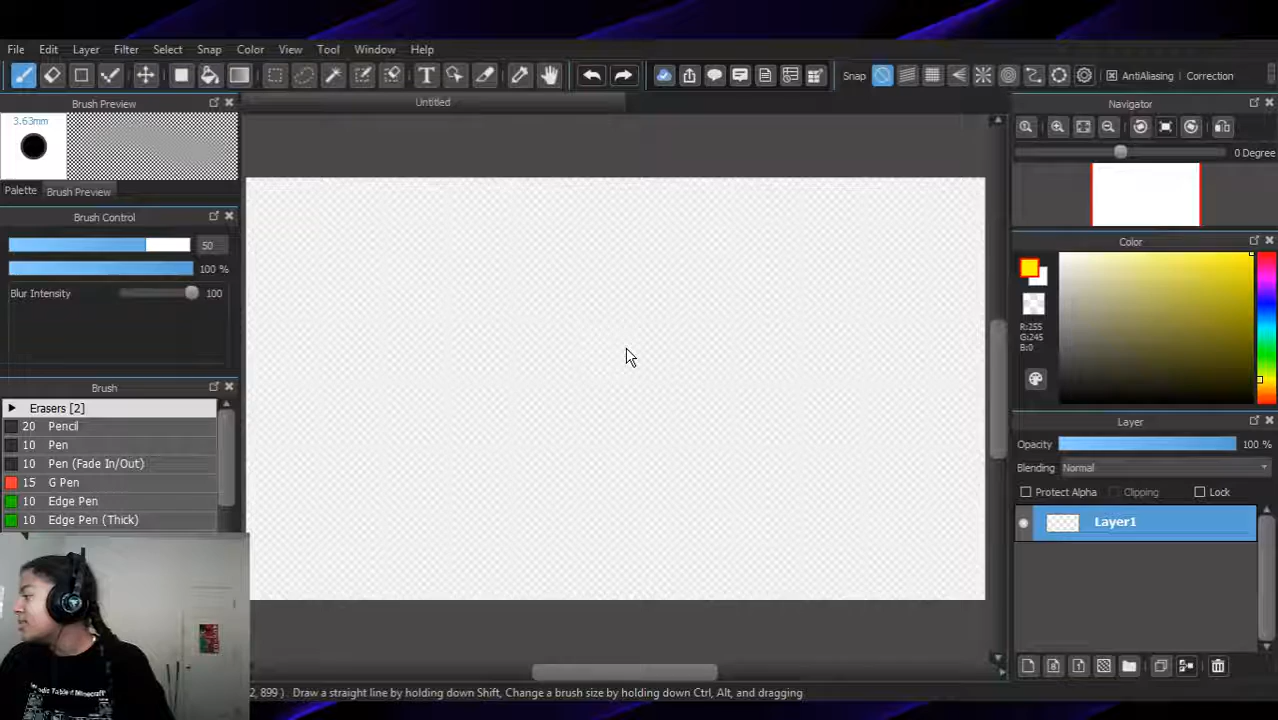 File Edit Layer Filter Select Snap Color View Tool Window Help
Snap AntiAliasing Correction
Brush Preview
Untitled
Navigator
3.63mm
0 Degree
Palette Brush Preview
Brush Control
50
100 %
Blur Intensity 100
Color
R:255
G:245
B:0
Brush
Erasers [2]
20 Pencil
10 Pen
10 Pen (Fade In/Out)
15 G Pen
10 Edge Pen
10 Edge Pen (Thick)
Layer
Opacity 100 %
Blending Normal
Protect Alpha Clipping Lock
Layer1
2, 899 ) Draw a straight line by holding down Shift, Change a brush size by holding down Ctrl, Alt, and dragging